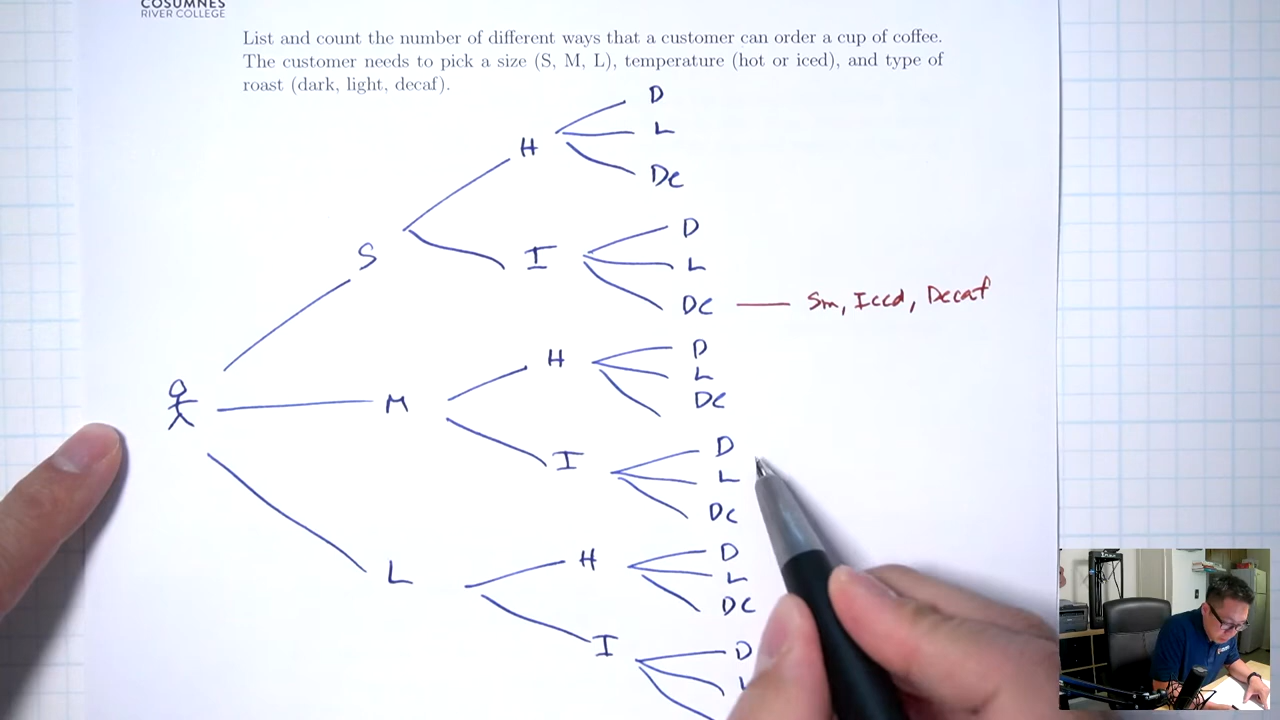 COSUMNES
RIVER COLLEGE
List and count the number of different ways that a customer can order a cup of coffee.
The customer needs to pick a size (S, M, L), temperature (hot or iced), and type of
roast (dark, light, decaf).
D
H
L
DC
D
S
I
L
DC Sm, Iced, Decaf
D
H
L
M
DC
D
I
L
DC
D
H
L
L
DC
I
D